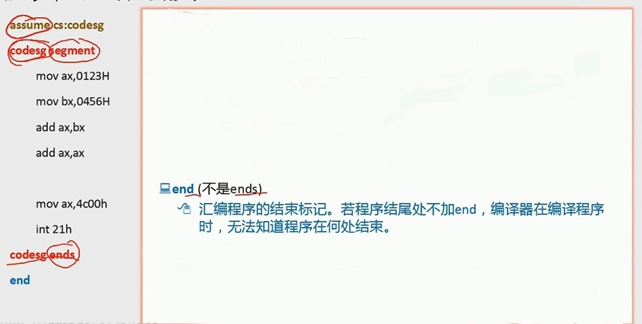 assume cs:codesg
codesg segment
mov ax,0123H
mov bx,0456H
add ax,bx
add ax,ax
mov ax,4c00h
int 21h
codesg ends
end
end (不是ends)
汇编程序的结束标记。若程序结尾处不加end，编译器在编译程序
时，无法知道程序在何处结束。